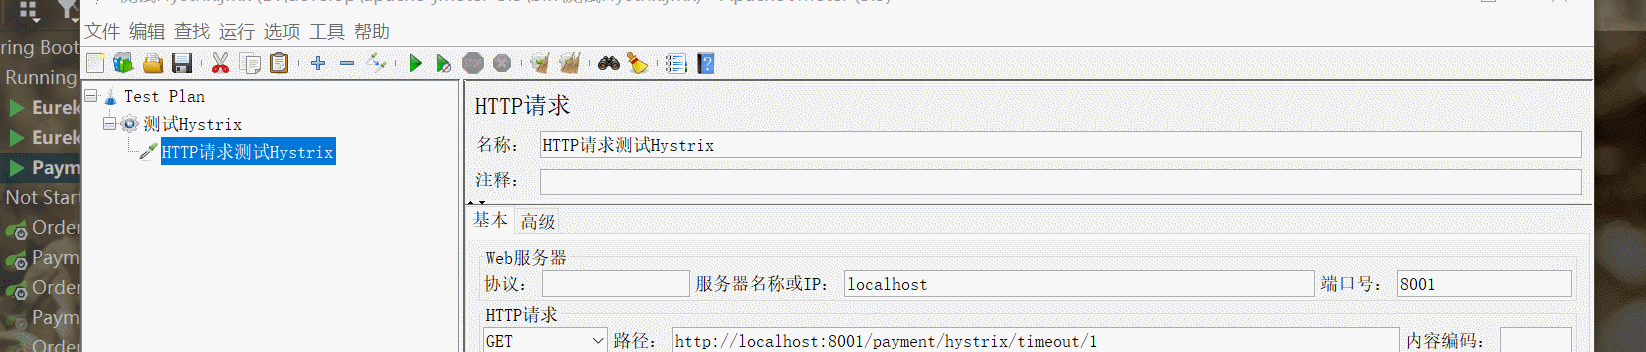 文件 编辑 查找 运行 选项 工具 帮助
ring Boot
Running
Eurek
Eurek
Paym
Not Start
Orde
Paym
Orde
Paym
Orde
Test Plan
测试Hystrix
HTTP请求测试Hystrix
HTTP请求
名称： HTTP请求测试Hystrix
注释：
基本 高级
Web服务器
协议： 服务器名称或IP： localhost 端口号： 8001
HTTP请求
GET 路径： http://localhost:8001/payment/hystrix/timeout/1 内容编码：